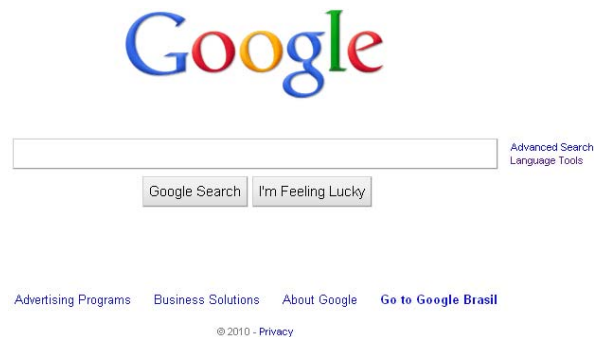 Google
Advanced Search
Language Tools
Google Search I'm Feeling Lucky
Advertising Programs Business Solutions About Google Go to Google Brasil
© 2010 - Privacy